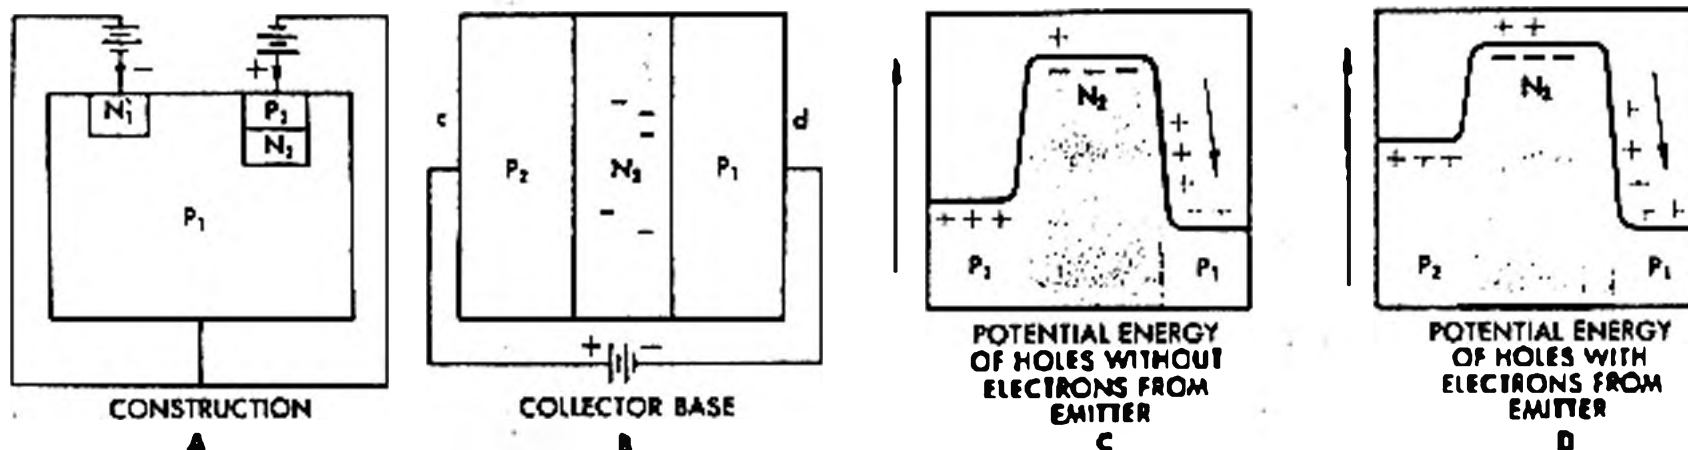 − +
N₁ P₂
N₂
P₁
CONSTRUCTION
A
c d
P₂ N₂ P₁
+ −
COLLECTOR BASE
B
N₂
P₂ P₁
POTENTIAL ENERGY
OF HOLES WITHOUT
ELECTRONS FROM
EMITTER
C
N₂
P₂ P₁
POTENTIAL ENERGY
OF HOLES WITH
ELECTRONS FROM
EMITTER
D